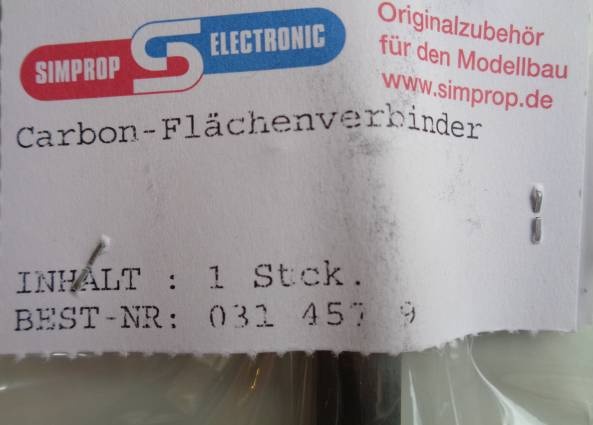 SIMPROP ELECTRONIC
Originalzubehör
für den Modellbau
www.simprop.de
Carbon-Flächenverbinder
INHALT : 1 Stck.
BEST-NR: 031 457 9